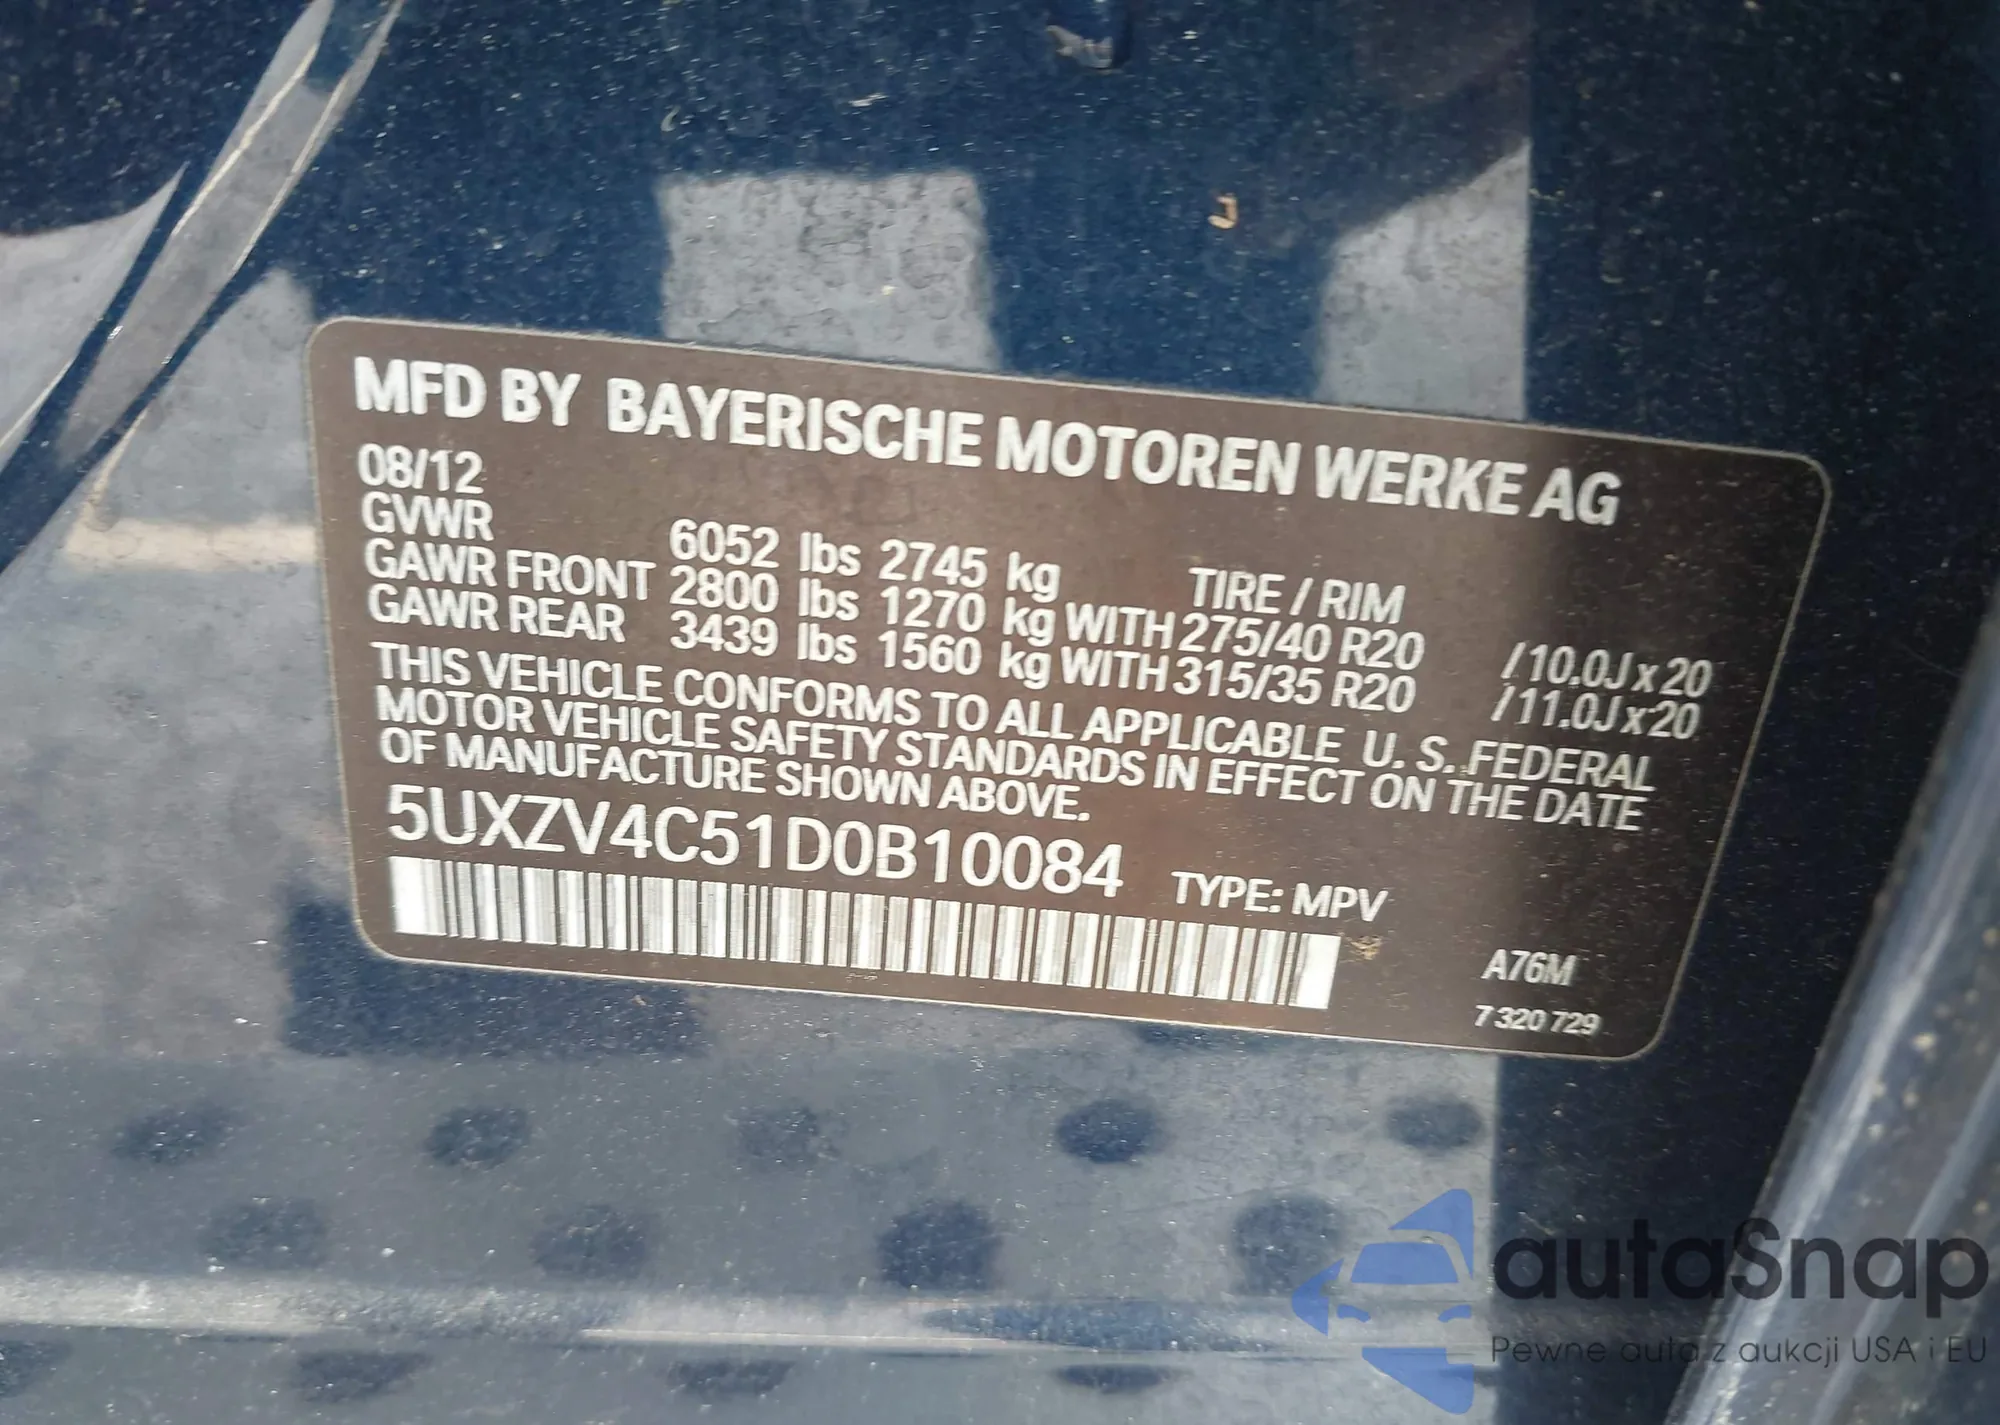 MFD BY BAYERISCHE MOTOREN WERKE AG
08/12
GVWR 6052 lbs 2745 kg TIRE / RIM
GAWR FRONT 2800 lbs 1270 kg WITH 275/40 R20 / 10.0J x 20
GAWR REAR 3439 lbs 1560 kg WITH 315/35 R20 / 11.0J x 20
THIS VEHICLE CONFORMS TO ALL APPLICABLE U. S. FEDERAL
MOTOR VEHICLE SAFETY STANDARDS IN EFFECT ON THE DATE
OF MANUFACTURE SHOWN ABOVE.
5UXZV4C51D0B10084 TYPE: MPV
A76M
7 320 729
autaSnap
Pewne auta z aukcji USA i EU